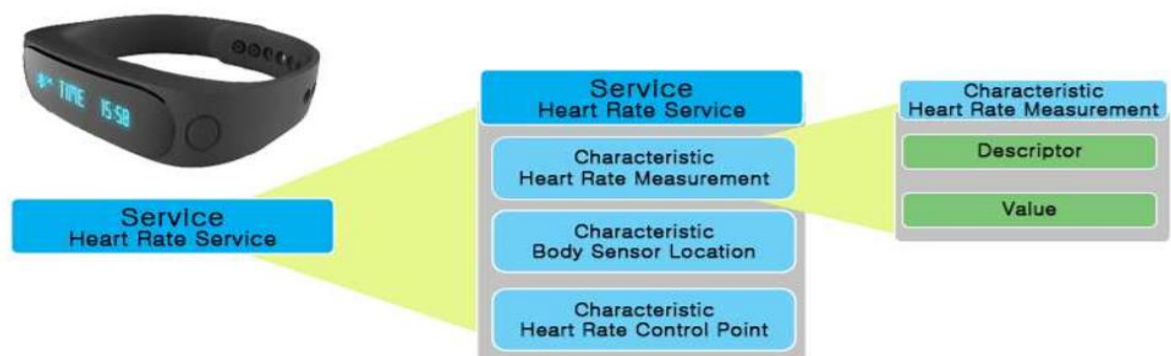 TIME 15:50
Service
Heart Rate Service
Service
Heart Rate Service
Characteristic
Heart Rate Measurement
Characteristic
Body Sensor Location
Characteristic
Heart Rate Control Point
Characteristic
Heart Rate Measurement
Descriptor
Value